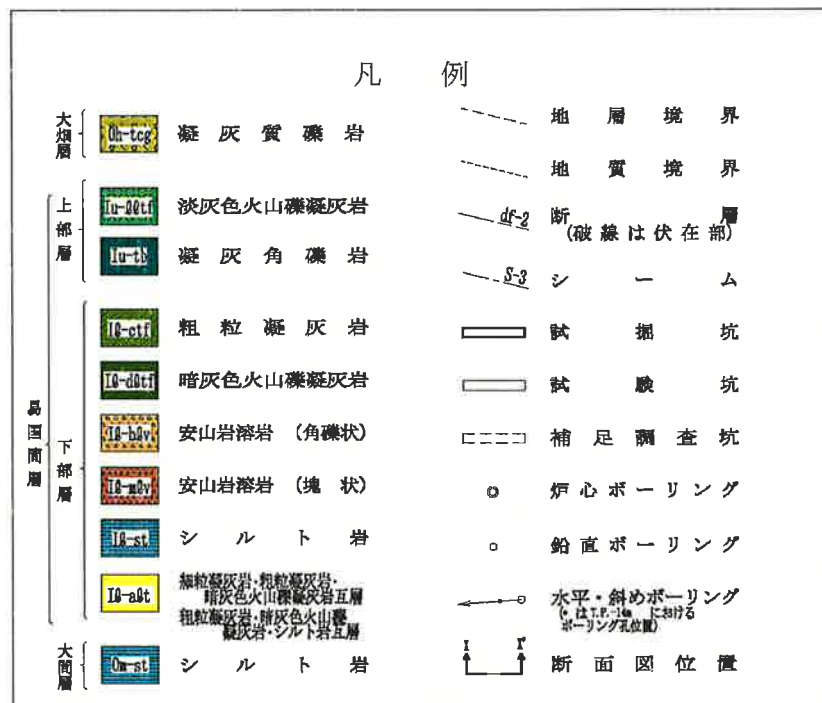 凡 例
大畑層
Oh-tcg 凝灰質礫岩
易国間層
上部層
Iu-ℓℓtf 淡灰色火山礫凝灰岩
Iu-tb 凝灰角礫岩
下部層
Iℓ-ctf 粗粒凝灰岩
Iℓ-dℓtf 暗灰色火山礫凝灰岩
Iℓ-bℓv 安山岩溶岩 (角礫状)
Iℓ-mℓv 安山岩溶岩 (塊状)
Iℓ-st シルト岩
Iℓ-aℓt 細粒凝灰岩・粗粒凝灰岩・
暗灰色火山礫凝灰岩互層
粗粒凝灰岩・暗灰色火山礫
凝灰岩・シルト岩互層
大間層
Om-st シルト岩
地層境界
地質境界
df-2 断層
(破線は伏在部)
S-3 シーム
試掘坑
試験坑
補足調査坑
炉心ボーリング
鉛直ボーリング
水平・斜めボーリング
(• は T.P.-14m における
ボーリング孔位置)
I I' 断面図位置